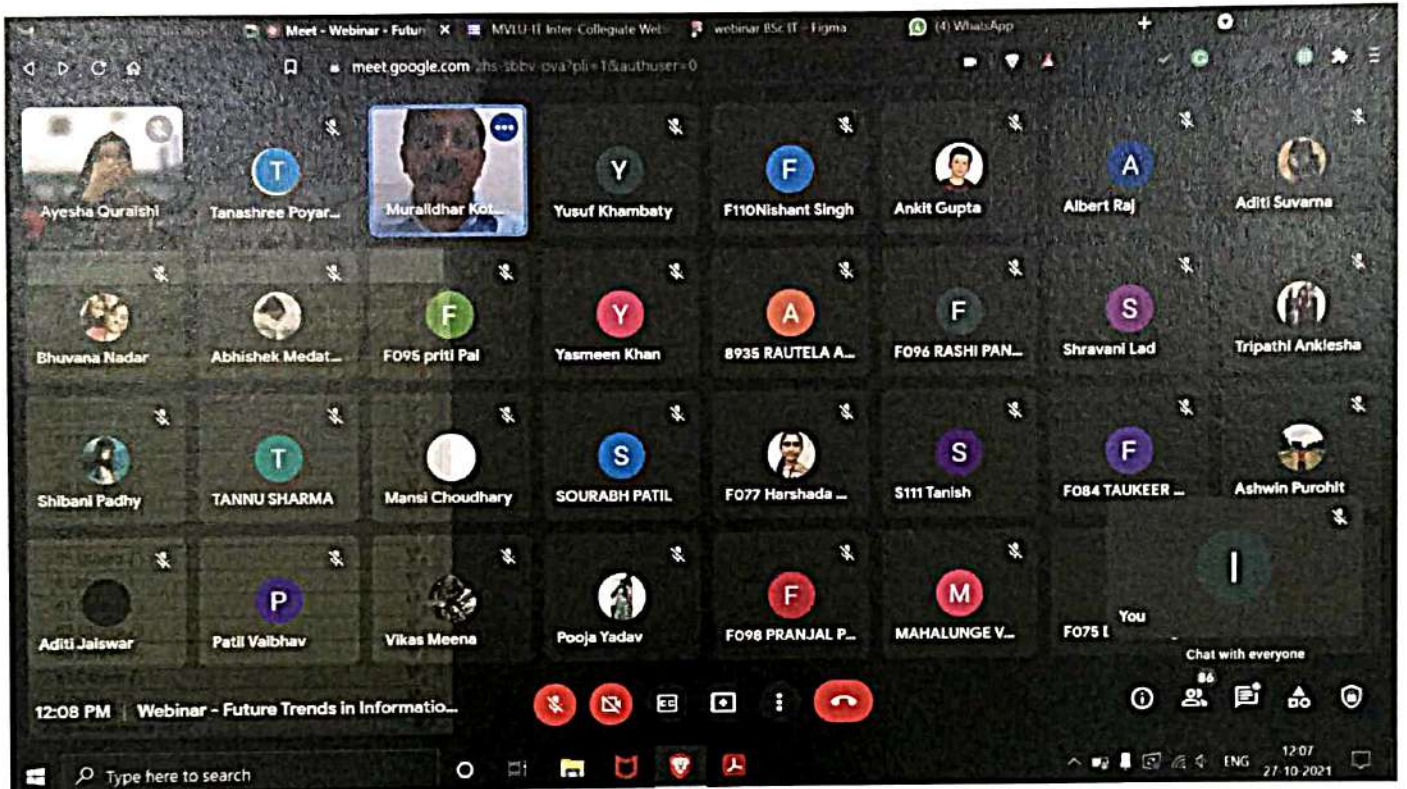 Meet - Webinar - Futur X MVLU-IT Inter-Collegiate Web webinar BSc IT - Figma (4) WhatsApp +
meet.google.com
T Y F A
Ayesha Quraishi Tanashree Poyar... Muralidhar Kot... Yusuf Khambaty F110Nishant Singh Ankit Gupta Albert Raj Aditi Suvarna
F Y A F S
Bhuvana Nadar Abhishek Medat... F095 priti Pal Yasmeen Khan 8935 RAUTELA A... F096 RASHI PAN... Shravani Lad Tripathi Ankiesha
T S S F
Shibani Padhy TANNU SHARMA Mansi Choudhary SOURABH PATIL F077 Harshada ... S111 Tanish F084 TAUKEER ... Ashwin Purohit
P F M I
Aditi Jaiswar Patil Vaibhav Vikas Meena Pooja Yadav F098 PRANJAL P... MAHALUNGE V... F075 You
Chat with everyone
86
12:08 PM | Webinar - Future Trends in Informatio... CC
Type here to search ENG 12:07
27-10-2021